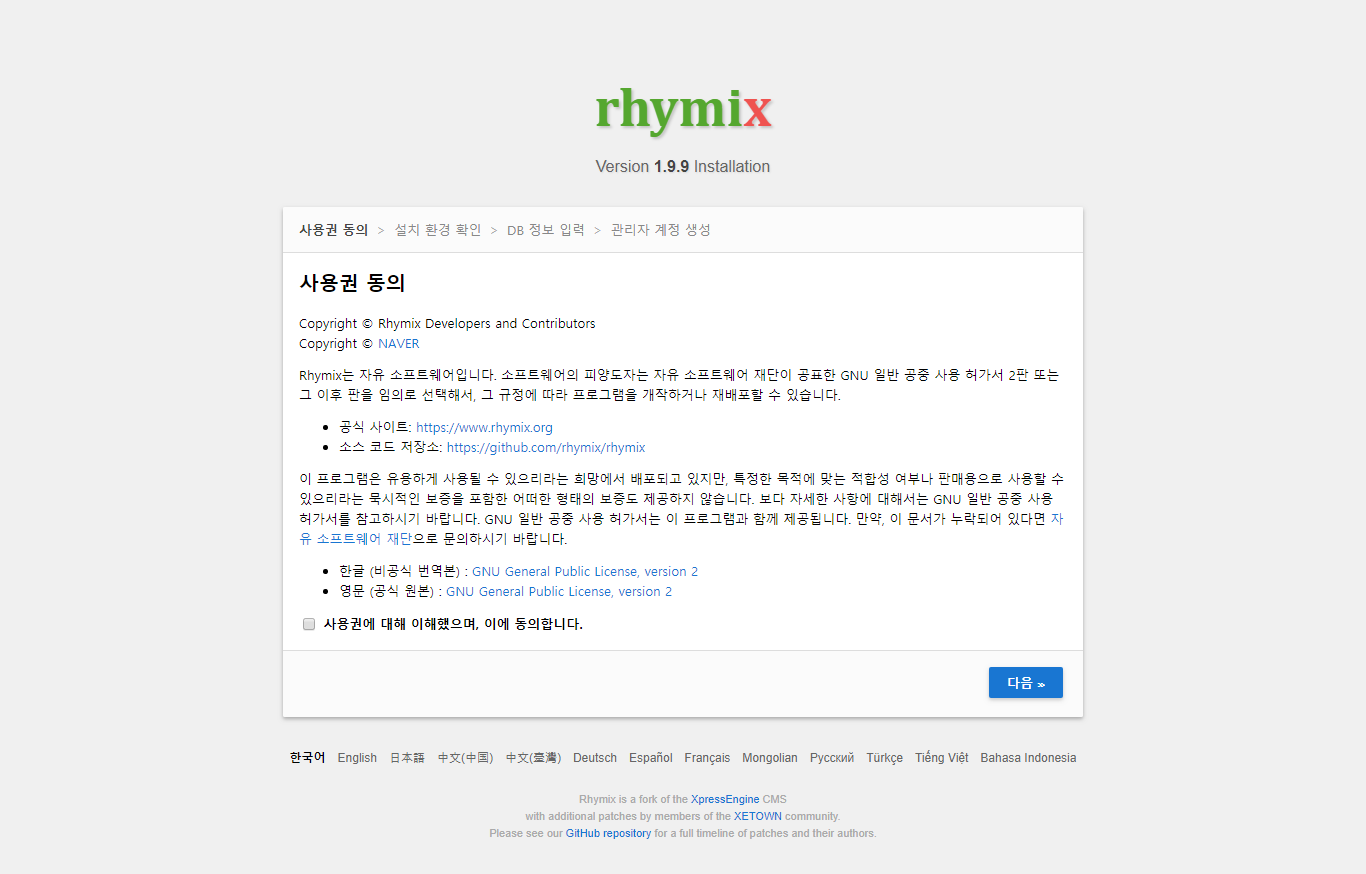 rhymix
Version 1.9.9 Installation
사용권 동의 > 설치 환경 확인 > DB 정보 입력 > 관리자 계정 생성
사용권 동의
Copyright © Rhymix Developers and Contributors
Copyright © NAVER
Rhymix는 자유 소프트웨어입니다. 소프트웨어의 피양도자는 자유 소프트웨어 재단이 공표한 GNU 일반 공중 사용 허가서 2판 또는
그 이후 판을 임의로 선택해서, 그 규정에 따라 프로그램을 개작하거나 재배포할 수 있습니다.
• 공식 사이트: https://www.rhymix.org
• 소스 코드 저장소: https://github.com/rhymix/rhymix
이 프로그램은 유용하게 사용될 수 있으리라는 희망에서 배포되고 있지만, 특정한 목적에 맞는 적합성 여부나 판매용으로 사용할 수
있으리라는 묵시적인 보증을 포함한 어떠한 형태의 보증도 제공하지 않습니다. 보다 자세한 사항에 대해서는 GNU 일반 공중 사용
허가서를 참고하시기 바랍니다. GNU 일반 공중 사용 허가서는 이 프로그램과 함께 제공됩니다. 만약, 이 문서가 누락되어 있다면 자
유 소프트웨어 재단으로 문의하시기 바랍니다.
• 한글 (비공식 번역본) : GNU General Public License, version 2
• 영문 (공식 원본) : GNU General Public License, version 2
사용권에 대해 이해했으며, 이에 동의합니다.
다음 »
한국어 English 日本語 中文(中国) 中文(臺灣) Deutsch Español Français Mongolian Русский Türkçe Tiếng Việt Bahasa Indonesia
Rhymix is a fork of the XpressEngine CMS
with additional patches by members of the XETOWN community.
Please see our GitHub repository for a full timeline of patches and their authors.